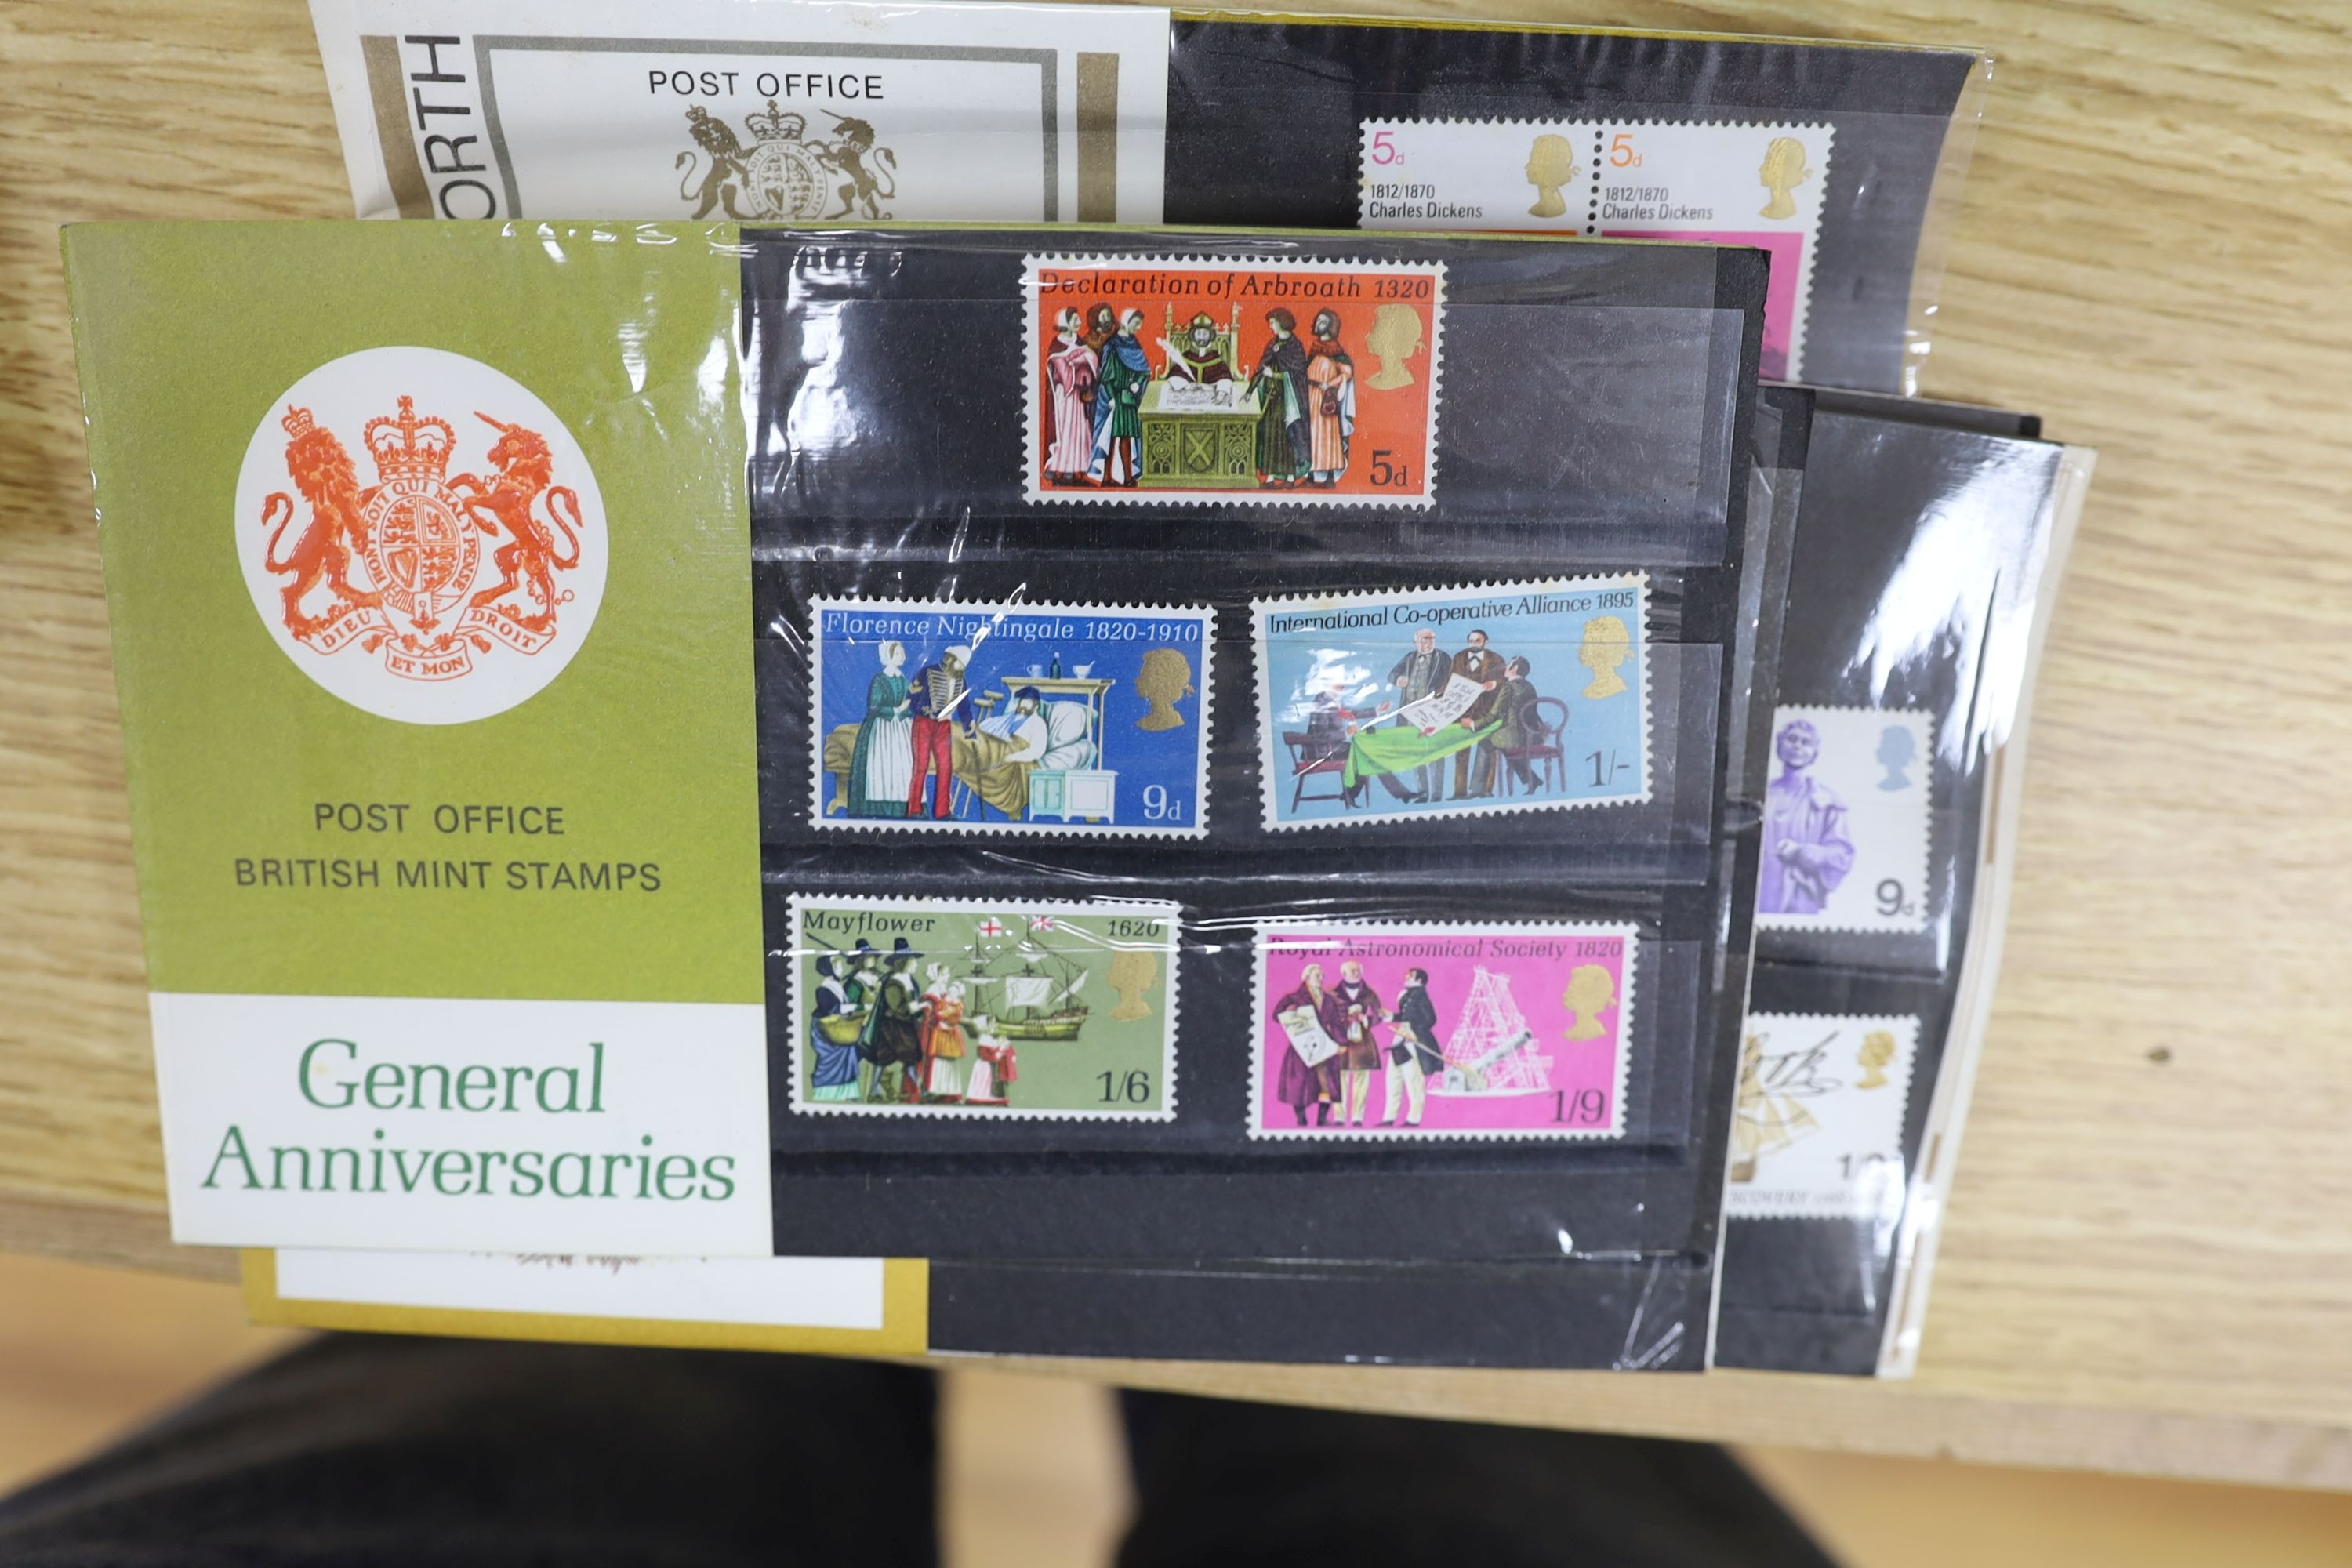 ORTH
POST OFFICE
5d
1812/1870
Charles Dickens
5d
1812/1870
Charles Dickens
HONI SOIT QUI MAL Y PENSE
DIEU ET MON DROIT
POST OFFICE
BRITISH MINT STAMPS
General
Anniversaries
Declaration of Arbroath 1320
5d
Florence Nightingale 1820-1910
9d
International Co-operative Alliance 1895
1/-
Mayflower 1620
1/6
Royal Astronomical Society 1820
1/9
9d